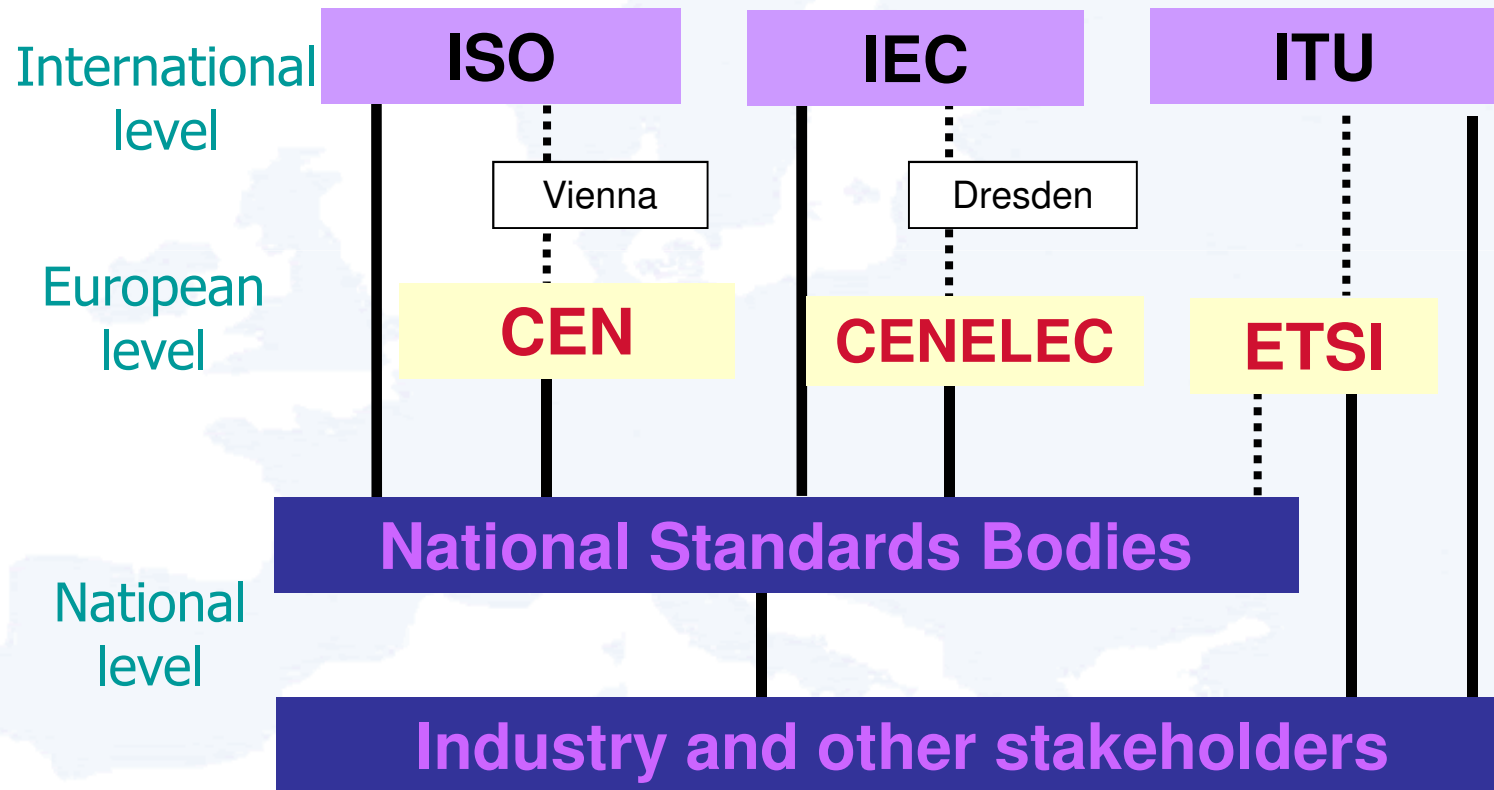 International
level
ISO
IEC
ITU
Vienna
Dresden
European
level
CEN
CENELEC
ETSI
National Standards Bodies
National
level
Industry and other stakeholders